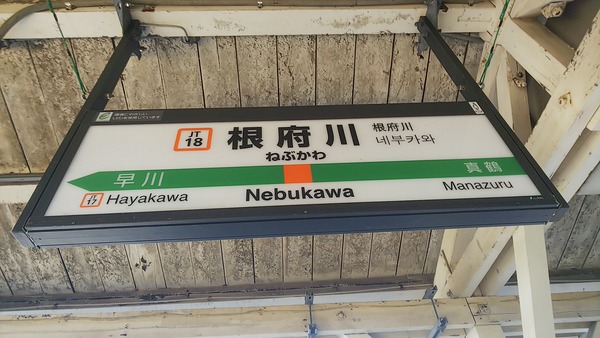 JT
18
根府川
ねぶかわ
根府川
네부카와
早川
真鶴
JT
17
Hayakawa
Nebukawa
Manazuru